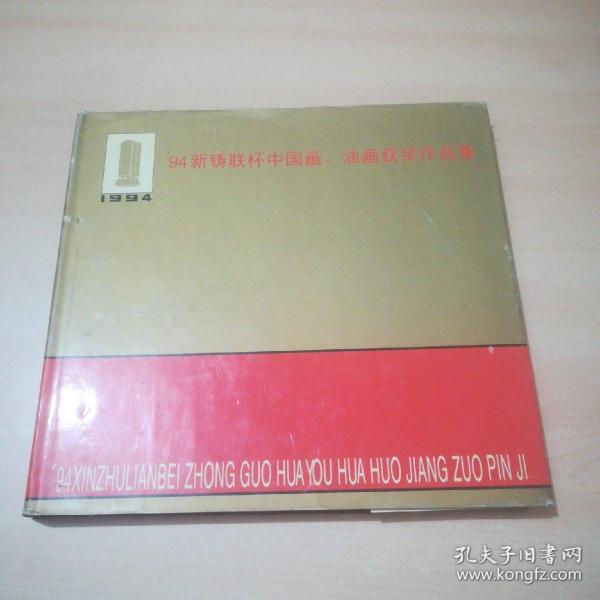 '94新铸联杯中国画、油画获奖作品集
1994
'94XINZHULIANBEI ZHONG GUO HUA YOU HUA HUO JIANG ZUO PIN JI
孔夫子旧书网
www.kongfz.com